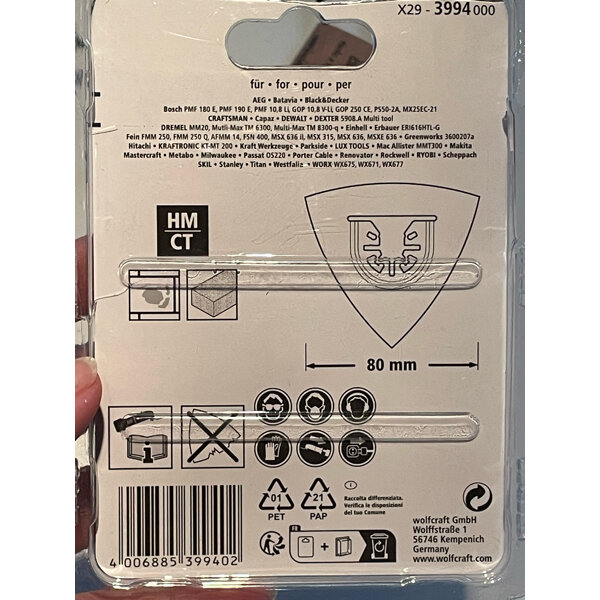 X29 - 3994 000
für • for • pour • per
AEG • Batavia • Black&Decker
Bosch PMF 180 E, PMF 190 E, PMF 10,8 Li, GOP 10,8 V-Li, GOP 250 CE, PS50-2A, MX25EC-21
CRAFTSMAN • Capaz • DEWALT • DEXTER 5908.A Multi tool
DREMEL MM20, Mutli-Max TM 6300, Multi-Max TM 8300-q • Einhell • Erbauer ERI616HTL-G
Fein FMM 250, FMM 250 Q, AFMM 14, FSN 400, MSX 636 II, MSX 315, MSX 636, MSXE 636 • Greenworks 3600207a
Hitachi • KRAFTRONIC KT-MT 200 • Kraft Werkzeuge • Parkside • LUX TOOLS • Mac Allister MMT300 • Makita
Mastercraft • Metabo • Milwaukee • Passat OS220 • Porter Cable • Renovator • Rockwell • RYOBI • Scheppach
SKIL • Stanley • Titan • Westfalia • WORX WX675, WX671, WX677
HM
CT
80 mm
i
01
PET
21
PAP
Raccolta differenziata.
Verifica le disposizioni
del tuo Comune
FR
+
wolfcraft GmbH
Wolffstraße 1
56746 Kempenich
Germany
www.wolfcraft.com
4 006885 399402